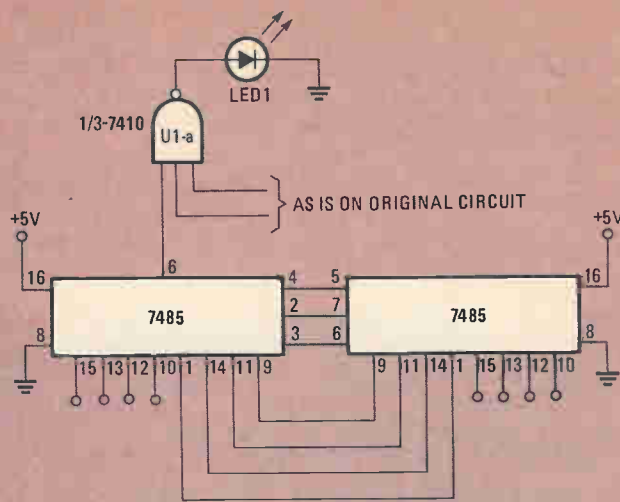 LED1
1/3-7410
U1-a
AS IS ON ORIGINAL CIRCUIT
+5V
+5V
6
16
4 5
16
7485
2 7
7485
8
3 6
8
15 13 12 10 1 14 11 9
9 11 14 1 15 13 12 10